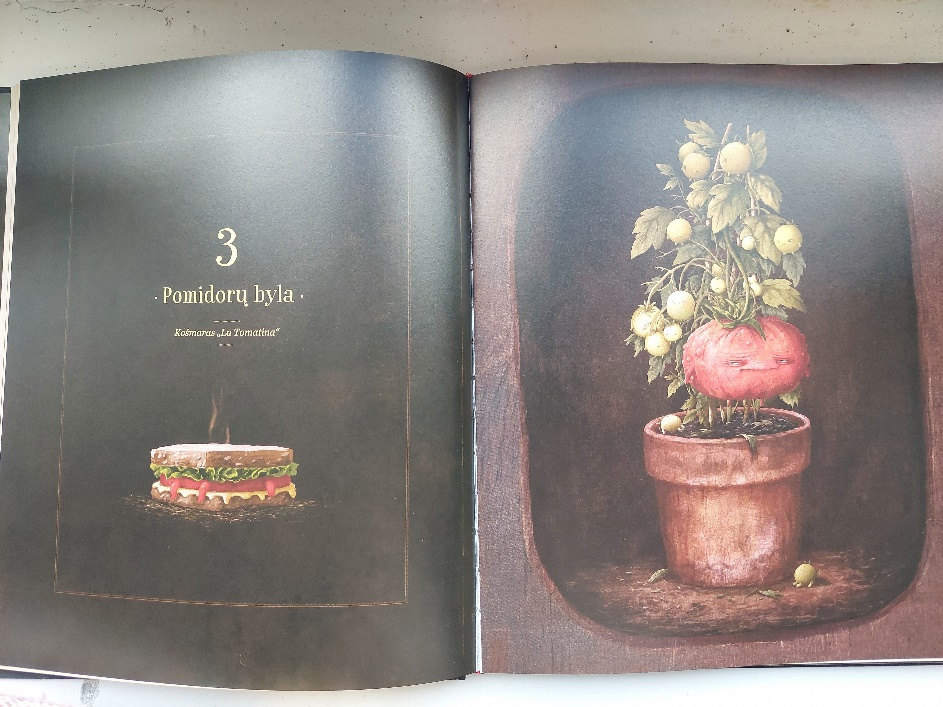 3
· Pomidorų byla ·
Košmaras „La Tomatina“